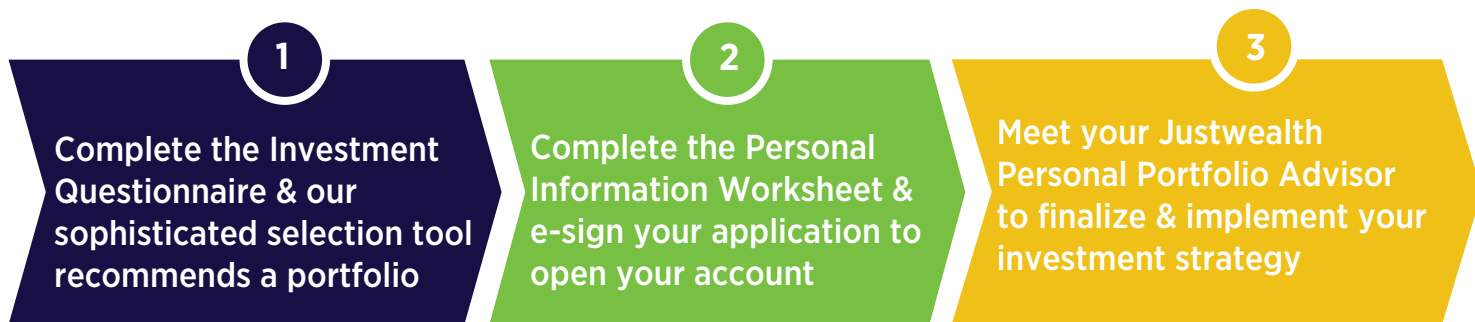 1
Complete the Investment
Questionnaire & our
sophisticated selection tool
recommends a portfolio
2
Complete the Personal
Information Worksheet &
e-sign your application to
open your account
3
Meet your Justwealth
Personal Portfolio Advisor
to finalize & implement your
investment strategy